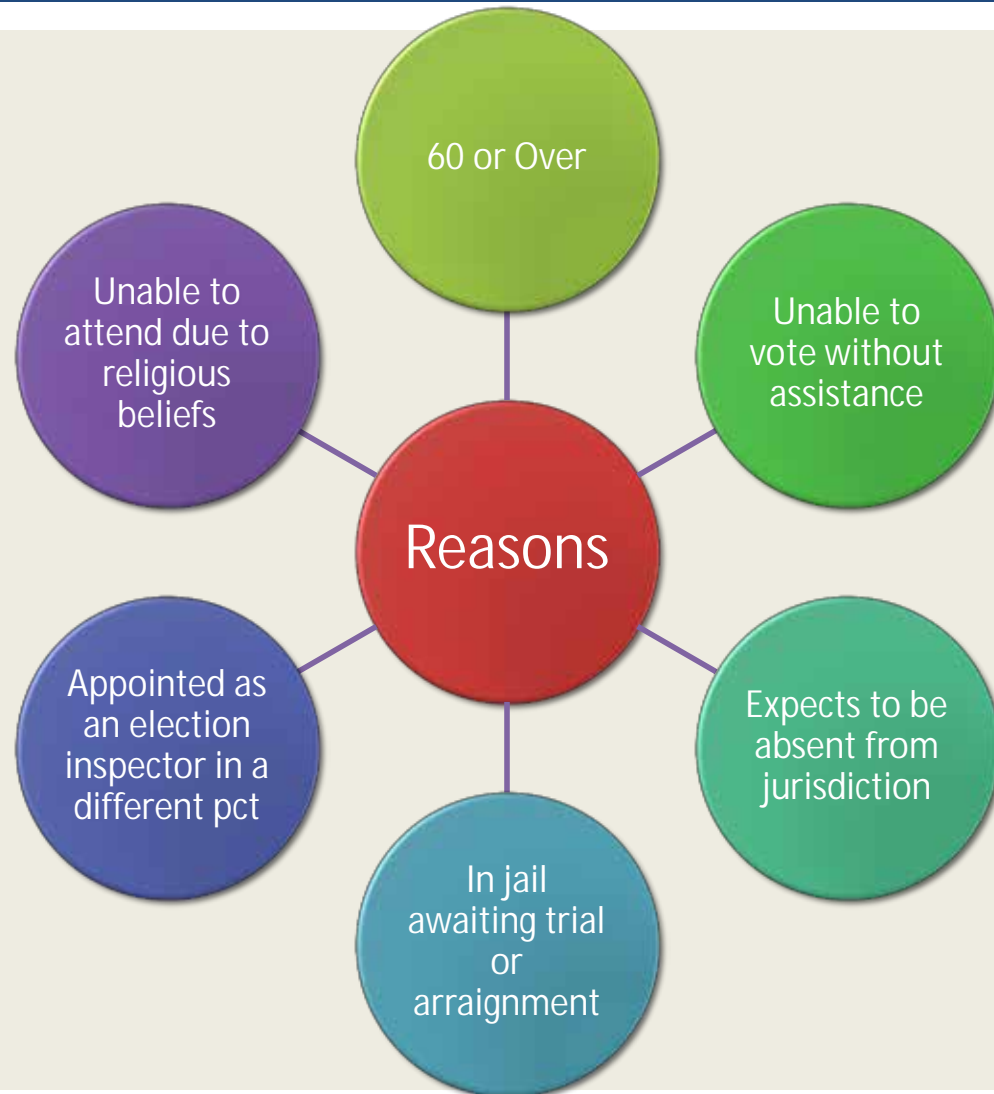 60 or Over
Unable to
vote without
assistance
Expects to be
absent from
jurisdiction
In jail
awaiting trial
or
arraignment
Appointed as
an election
inspector in a
different pct
Unable to
attend due to
religious
beliefs
Reasons